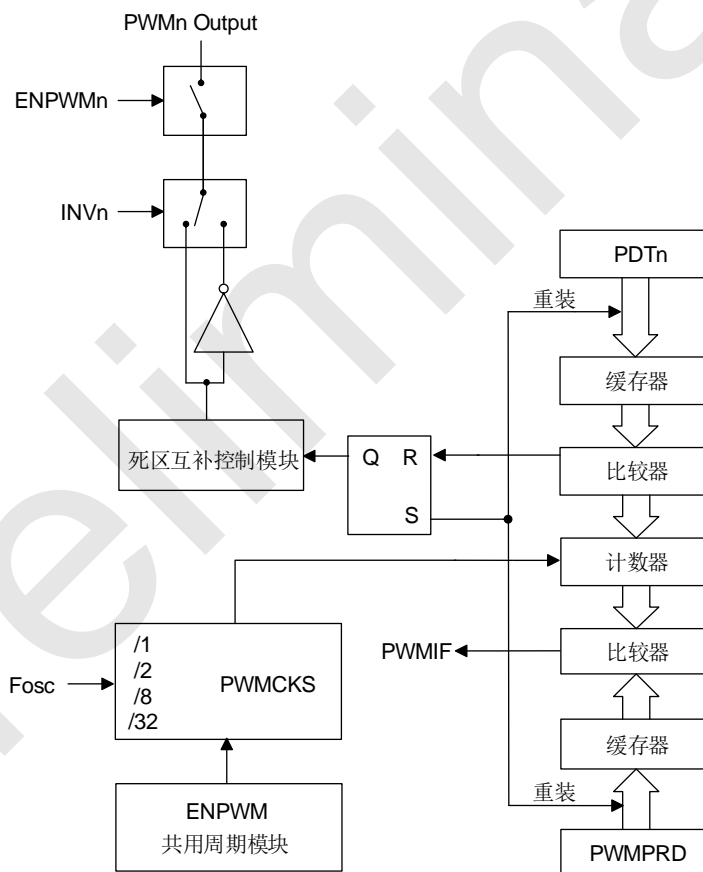 PWMn Output
ENPWMn
INVn
PDTn
重装
缓存器
死区互补控制模块
Q R
S
比较器
计数器
/1
/2
/8
/32
PWMCKS
Fosc
PWMIF
比较器
缓存器
重装
ENPWM
共用周期模块
PWMPRD